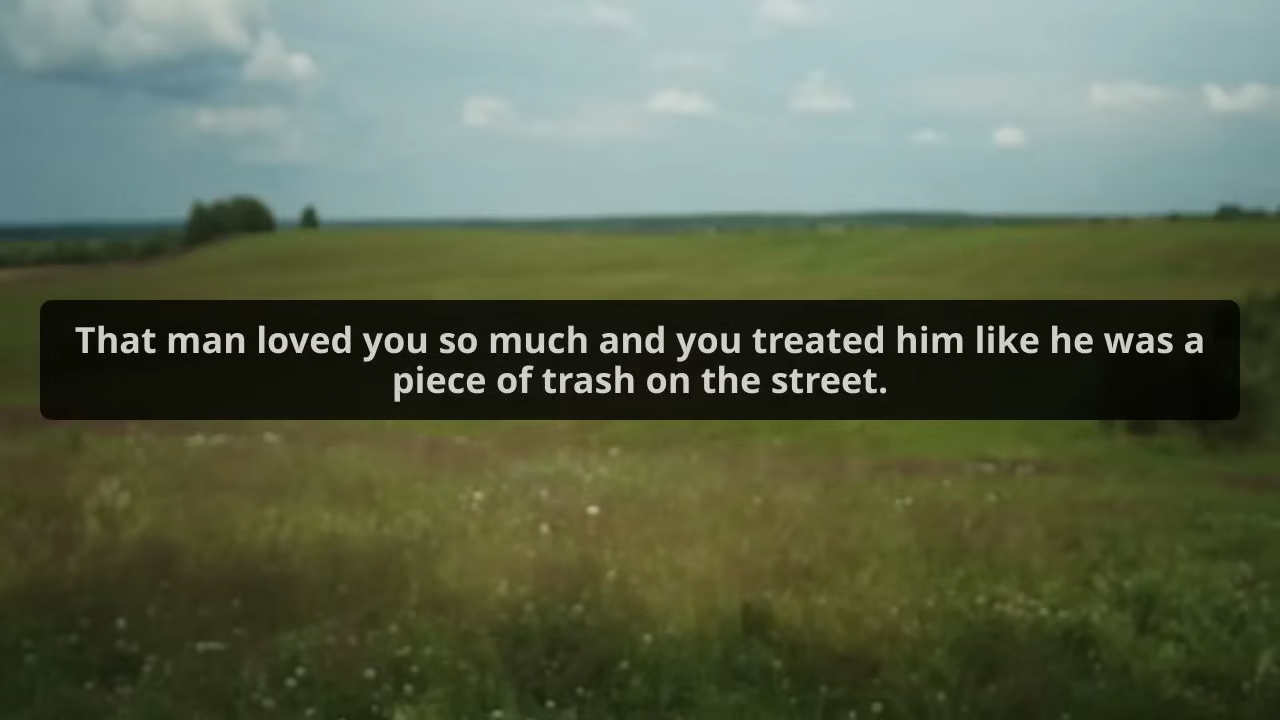 That man loved you so much and you treated him like he was a
piece of trash on the street.